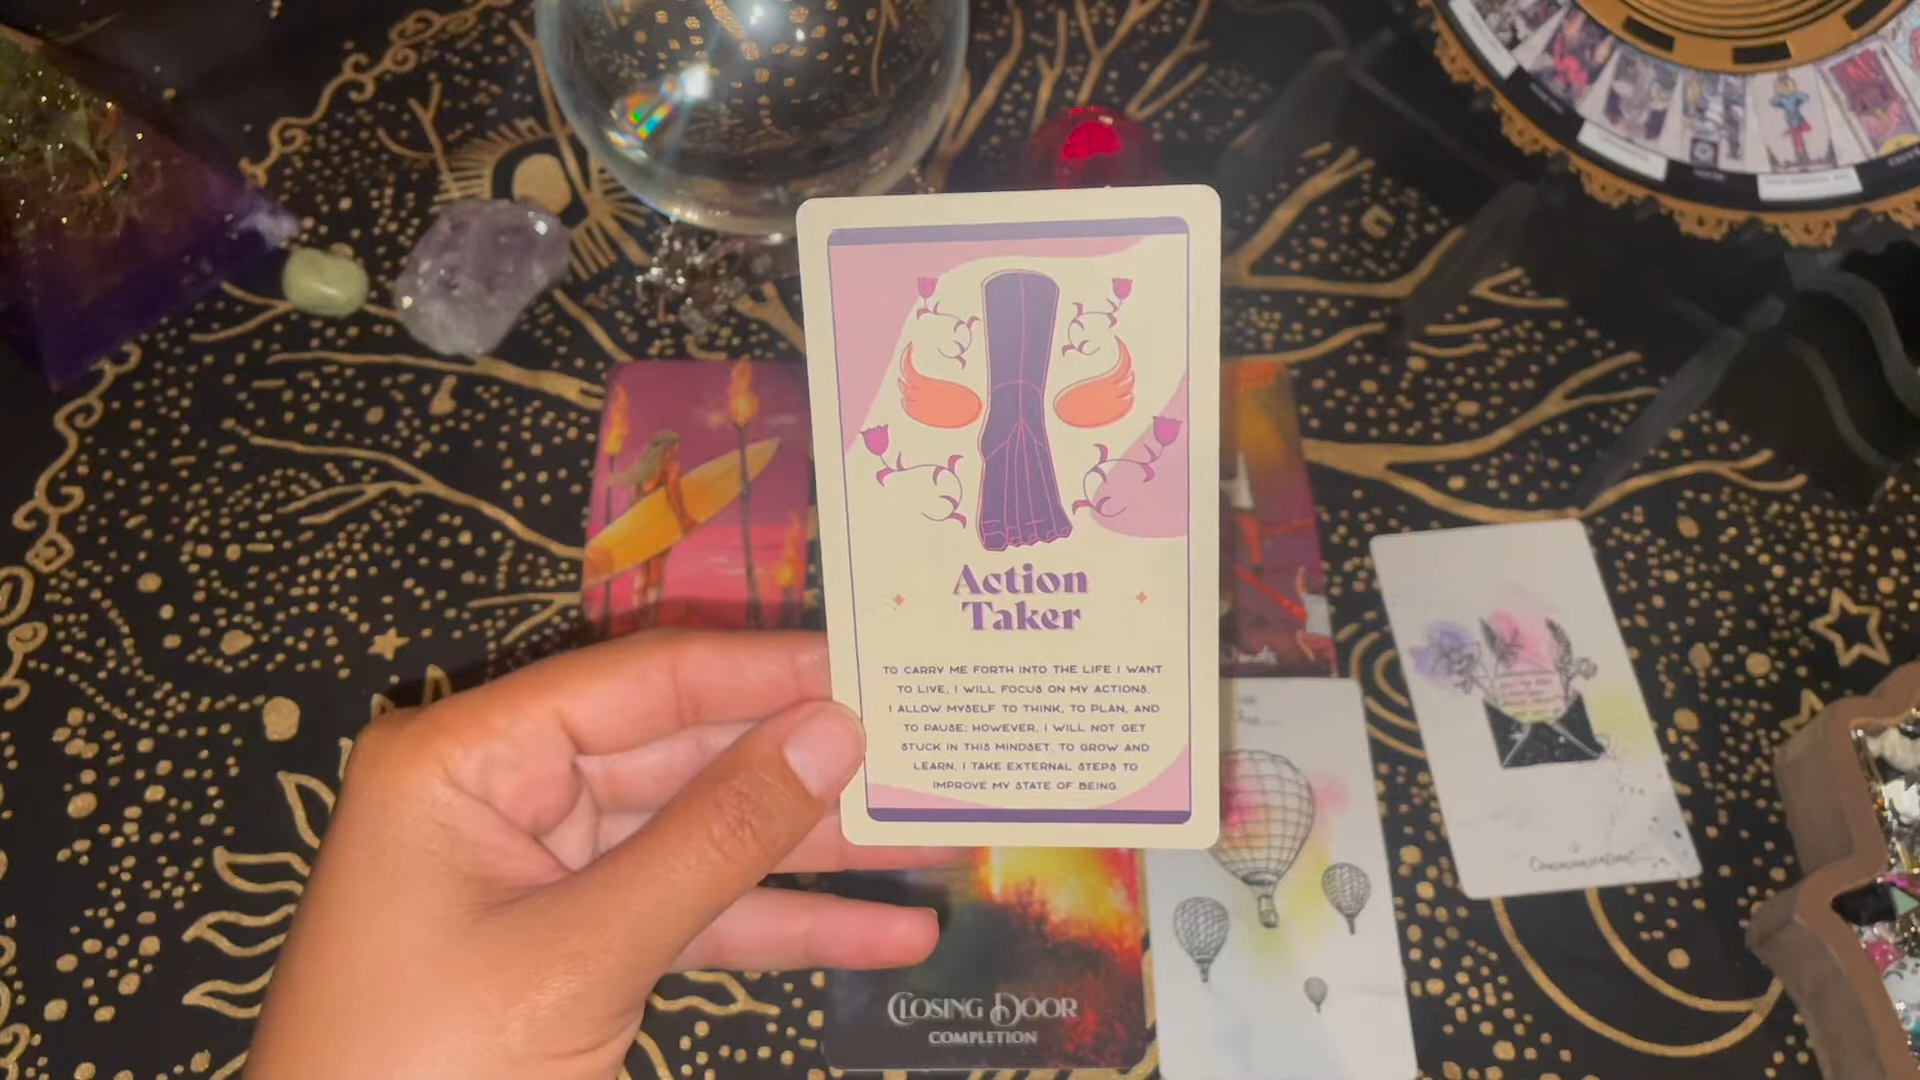 Action
Taker
TO CARRY ME FORTH INTO THE LIFE I WANT
TO LIVE, I WILL FOCUS ON MY ACTIONS.
I ALLOW MYSELF TO THINK, TO PLAN, AND
TO PAUSE; HOWEVER, I WILL NOT GET
STUCK IN THIS MINDSET. TO GROW AND
LEARN, I TAKE EXTERNAL STEPS TO
IMPROVE MY STATE OF BEING.
CLOSING DOOR
COMPLETION